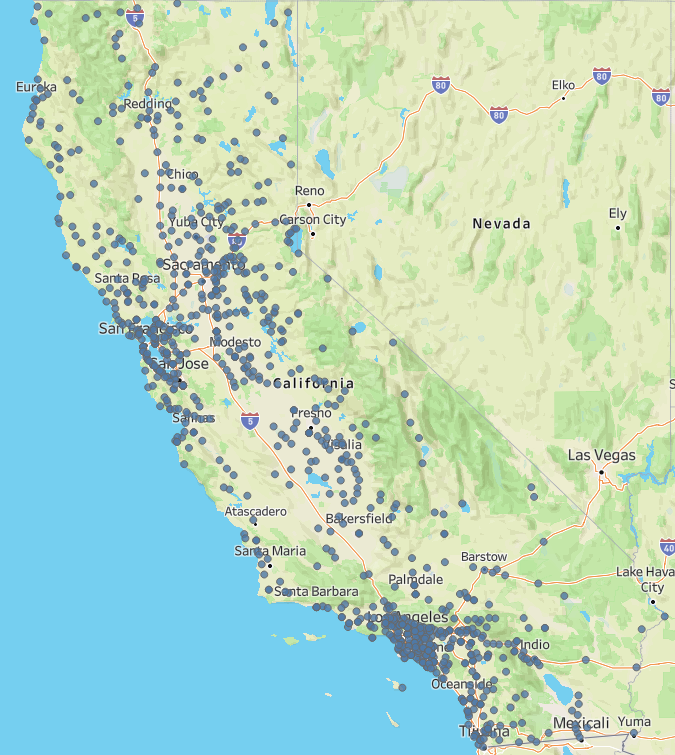 5
Eureka
Redding
80
Elko
80
80
80
Chico
Reno
Yuba City
Carson City
Nevada
Ely
Sacramento
Santa Rosa
San Francisco
Modesto
San Jose
California
Fresno
Salinas
5
Visalia
Las Vegas
Atascadero
Bakersfield
Santa Maria
Barstow
40
Palmdale
Lake Hava
City
Santa Barbara
Los Angeles
Indio
Oceanside
Tijuana
Mexicali
Yuma